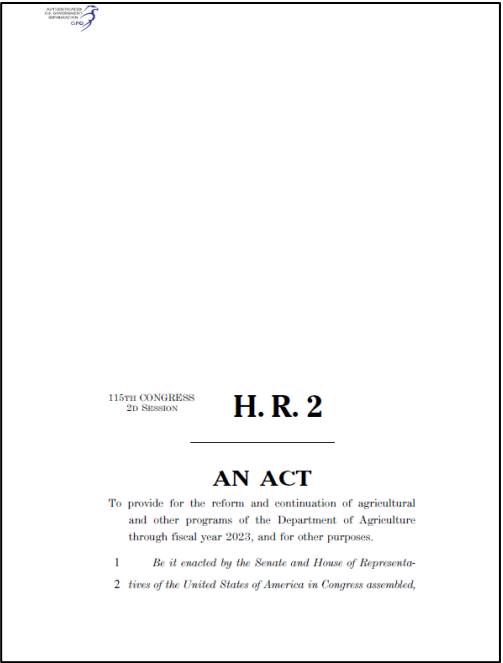 AUTHENTICATED
U.S. GOVERNMENT
INFORMATION
GPO
115TH CONGRESS
2D SESSION
H. R. 2
AN ACT
To provide for the reform and continuation of agricultural
and other programs of the Department of Agriculture
through fiscal year 2023, and for other purposes.
1 Be it enacted by the Senate and House of Representa-
2 tives of the United States of America in Congress assembled,